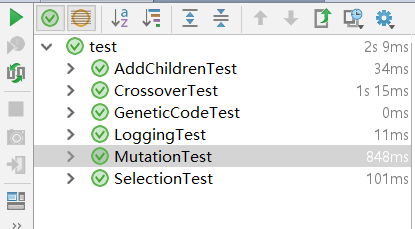 test 2s 9ms
AddChildrenTest 34ms
CrossoverTest 1s 15ms
GeneticCodeTest 0ms
LoggingTest 11ms
MutationTest 848ms
SelectionTest 101ms